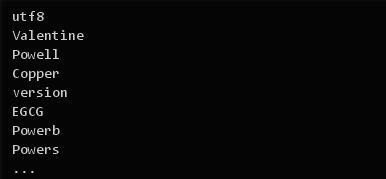 utf8
Valentine
Powell
Copper
version
EGCG
Powerb
Powers
...